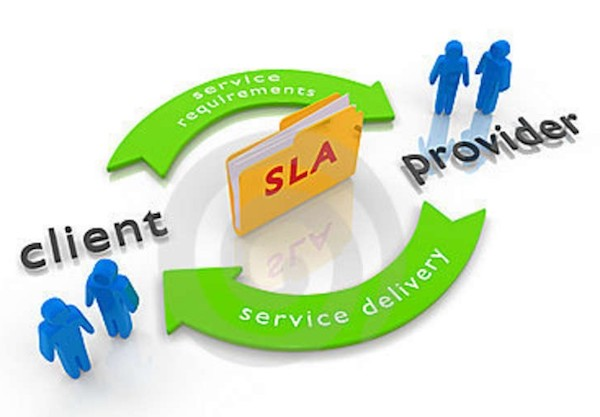 service
requirements
SLA
provider
client
service delivery